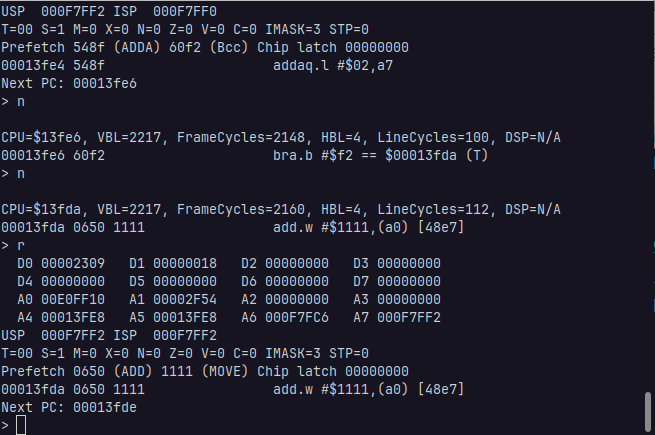 USP  000F7FF2 ISP  000F7FF0
T=00 S=1 M=0 X=0 N=0 Z=0 V=0 C=0 IMASK=3 STP=0
Prefetch 548f (ADDA) 60f2 (Bcc) Chip latch 00000000
00013fe4 548f                     addaq.l #$02,a7
Next PC: 00013fe6
> n
CPU=$13fe6, VBL=2217, FrameCycles=2148, HBL=4, LineCycles=100, DSP=N/A
00013fe6 60f2                     bra.b #$f2 == $00013fda (T)
> n
CPU=$13fda, VBL=2217, FrameCycles=2160, HBL=4, LineCycles=112, DSP=N/A
00013fda 0650 1111                add.w #$1111,(a0) [48e7]
> r
  D0 00002309   D1 00000018   D2 00000000   D3 00000000
  D4 00000000   D5 00000000   D6 00000000   D7 00000000
  A0 00E0FF10   A1 00002F54   A2 00000000   A3 00000000
  A4 00013FE8   A5 00013FE8   A6 000F7FC6   A7 000F7FF2
USP  000F7FF2 ISP  000F7FF2
T=00 S=1 M=0 X=0 N=0 Z=0 V=0 C=0 IMASK=3 STP=0
Prefetch 0650 (ADD) 1111 (MOVE) Chip latch 00000000
00013fda 0650 1111                add.w #$1111,(a0) [48e7]
Next PC: 00013fde
>